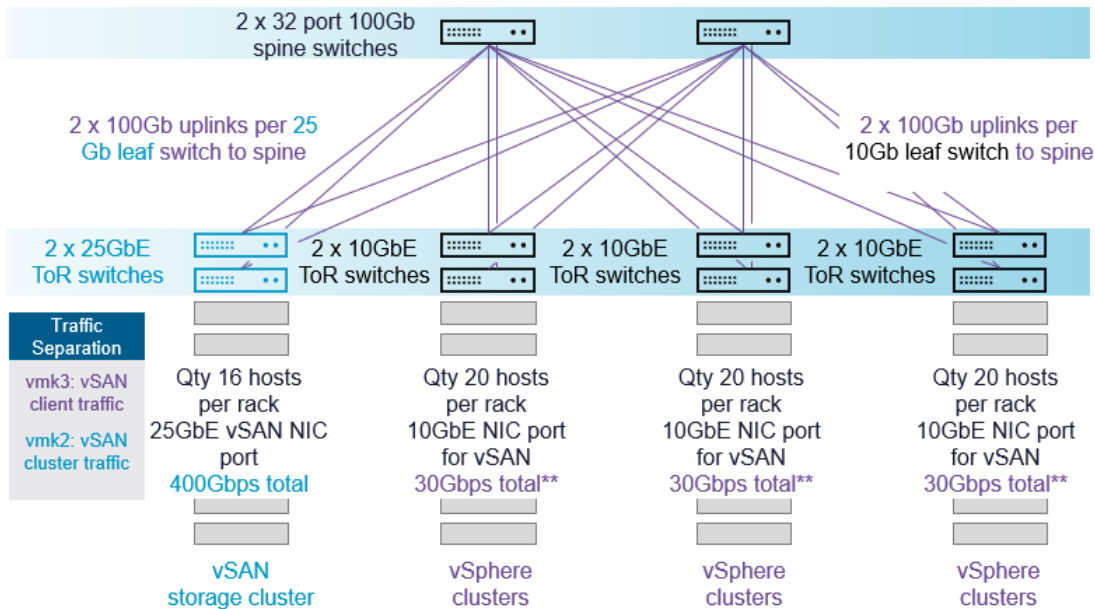 2 x 32 port 100Gb
spine switches
2 x 100Gb uplinks per 25
Gb leaf switch to spine
2 x 100Gb uplinks per
10Gb leaf switch to spine
2 x 25GbE
ToR switches
2 x 10GbE
ToR switches
2 x 10GbE
ToR switches
2 x 10GbE
ToR switches
Traffic
Separation
vmk3: vSAN
client traffic
vmk2: vSAN
cluster traffic
Qty 16 hosts
per rack
25GbE vSAN NIC
port
400Gbps total
Qty 20 hosts
per rack
10GbE NIC port
for vSAN
30Gbps total**
Qty 20 hosts
per rack
10GbE NIC port
for vSAN
30Gbps total**
Qty 20 hosts
per rack
10GbE NIC port
for vSAN
30Gbps total**
vSAN
storage cluster
vSphere
clusters
vSphere
clusters
vSphere
clusters